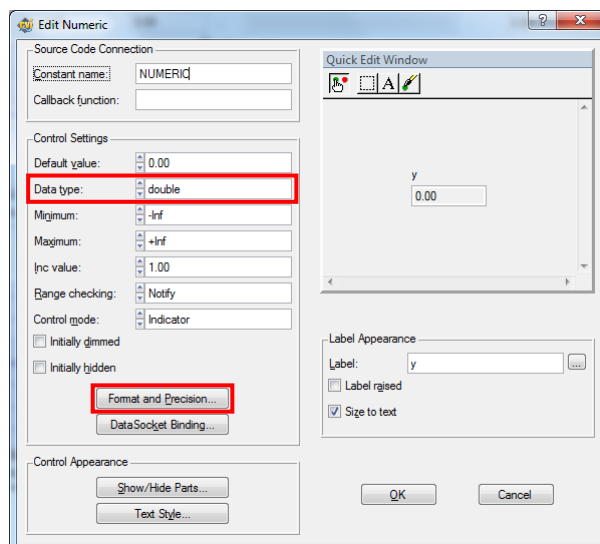 Edit Numeric
Source Code Connection
Constant name: NUMERIC
Callback function:
Control Settings
Default value: 0.00
Data type: double
Minimum: -Inf
Maximum: +Inf
Inc value: 1.00
Range checking: Notify
Control mode: Indicator
Initially dimmed
Initially hidden
Format and Precision...
DataSocket Binding...
Control Appearance
Show/Hide Parts...
Text Style...
Quick Edit Window
A
y
0.00
Label Appearance
Label: y ...
Label raised
Size to text
OK Cancel